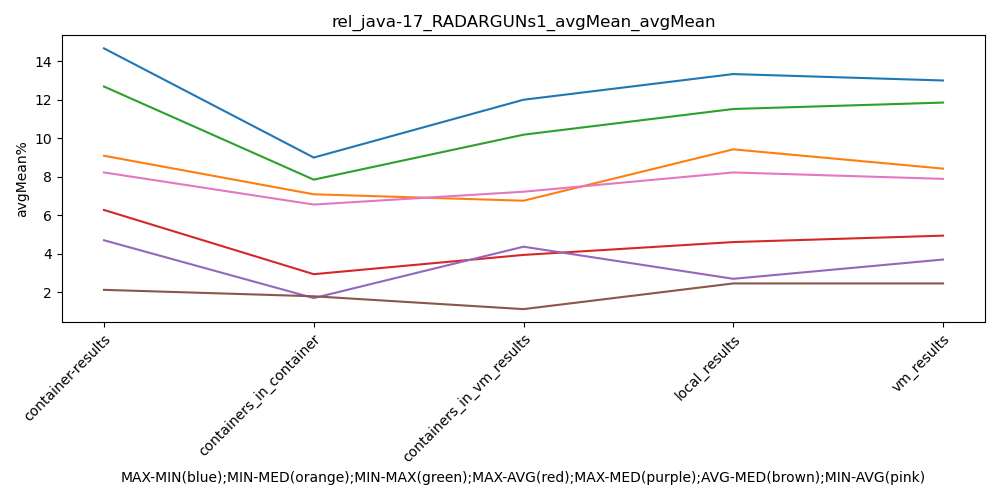 rel_java-17_RADARGUNs1_avgMean_avgMean
avgMean%
14
12
10
8
6
4
2
container-results
containers_in_container
containers_in_vm_results
local_results
vm_results
MAX-MIN(blue);MIN-MED(orange);MIN-MAX(green);MAX-AVG(red);MAX-MED(purple);AVG-MED(brown);MIN-AVG(pink)